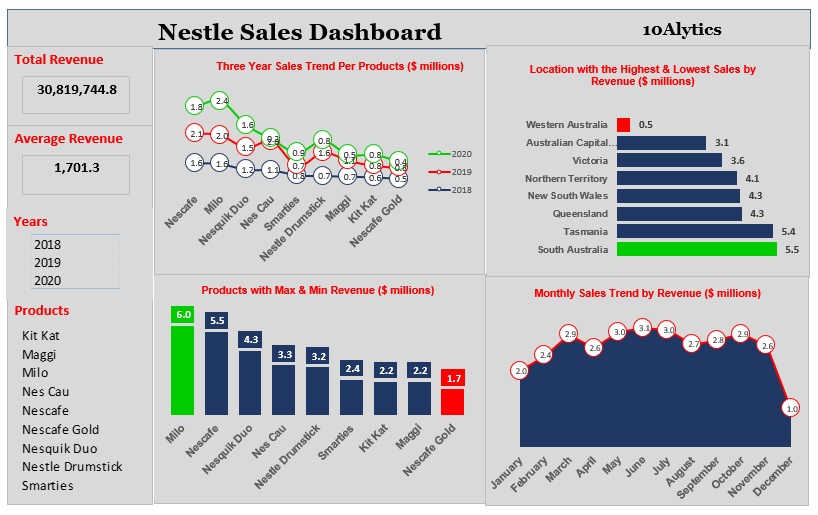 Nestle Sales Dashboard
10Alytics
Total Revenue
30,819,744.8
Average Revenue
1,701.3
Years
2018
2019
2020
Products
Kit Kat
Maggi
Milo
Nes Cau
Nescafe
Nescafe Gold
Nesquik Duo
Nestle Drumstick
Smarties
Three Year Sales Trend Per Products ($ millions)
1.8 2.4 1.6 0.9 0.8 0.5 0.8 0.4
2.1 2.0 1.5 0.7 1.6 0.8
1.6 1.6 1.2 1.1 0.8 0.7 0.7 0.6 0.5
Nescafe
Milo
Nesquik Duo
Nes Cau
Smarties
Nestle Drumstick
Maggi
Kit Kat
Nescafe Gold
2020
2019
2018
Location with the Highest & Lowest Sales by
Revenue ($ millions)
Western Australia 0.5
Australian Capital... 3.1
Victoria 3.6
Northern Territory 4.1
New South Wales 4.3
Queensland 4.3
Tasmania 5.4
South Australia 5.5
Products with Max & Min Revenue ($ millions)
6.0 5.5 4.3 3.3 3.2 2.4 2.2 2.2 1.7
Milo
Nescafe
Nesquik Duo
Nes Cau
Nestle Drumstick
Smarties
Kit Kat
Maggi
Nescafe Gold
Monthly Sales Trend by Revenue ($ millions)
2.0 2.4 2.9 2.6 3.0 3.1 3.0 2.7 2.8 2.9 2.6 1.0
January
February
March
April
May
June
July
August
September
October
November
December